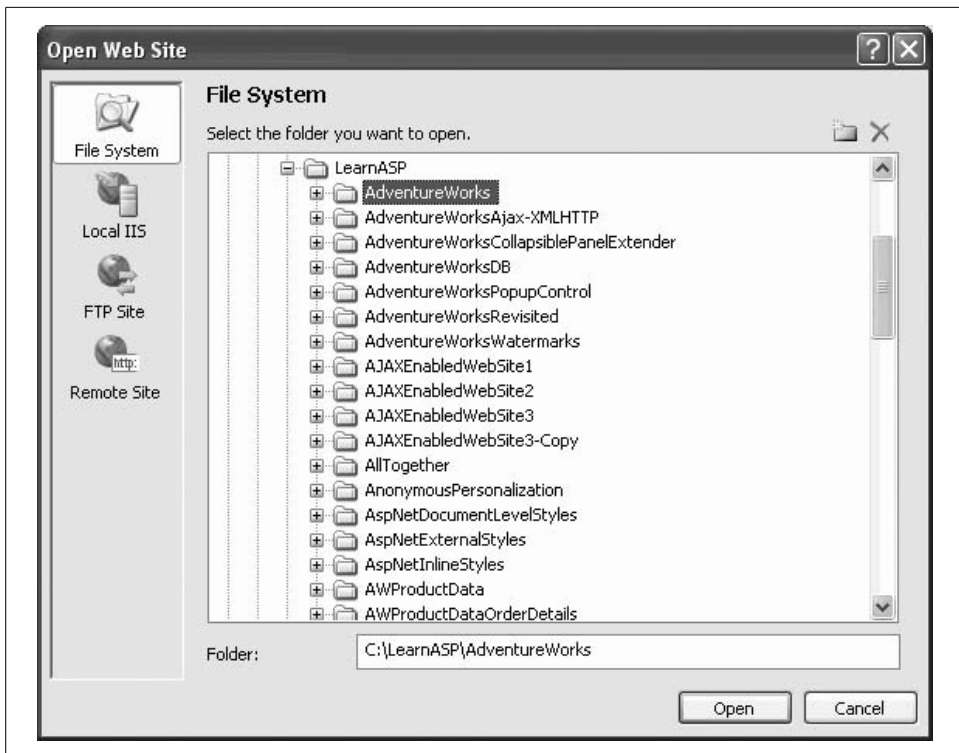 Open Web Site
File System
Local IIS
FTP Site
http:
Remote Site
File System
Select the folder you want to open.
LearnASP
AdventureWorks
AdventureWorksAjax-XMLHTTP
AdventureWorksCollapsiblePanelExtender
AdventureWorksDB
AdventureWorksPopupControl
AdventureWorksRevisited
AdventureWorksWatermarks
AJAXEnabledWebSite1
AJAXEnabledWebSite2
AJAXEnabledWebSite3
AJAXEnabledWebSite3-Copy
AllTogether
AnonymousPersonalization
AspNetDocumentLevelStyles
AspNetExternalStyles
AspNetInlineStyles
AWProductData
AWProductDataOrderDetails
Folder: C:\LearnASP\AdventureWorks
Open Cancel